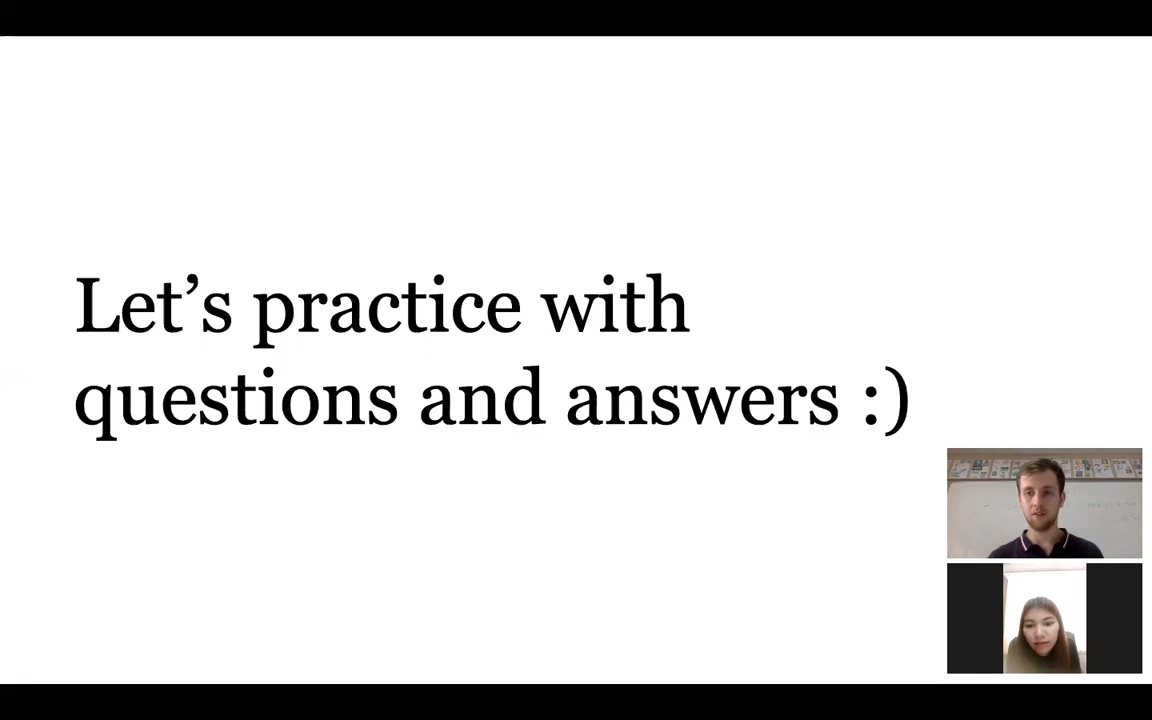 Let’s practice with
questions and answers :)